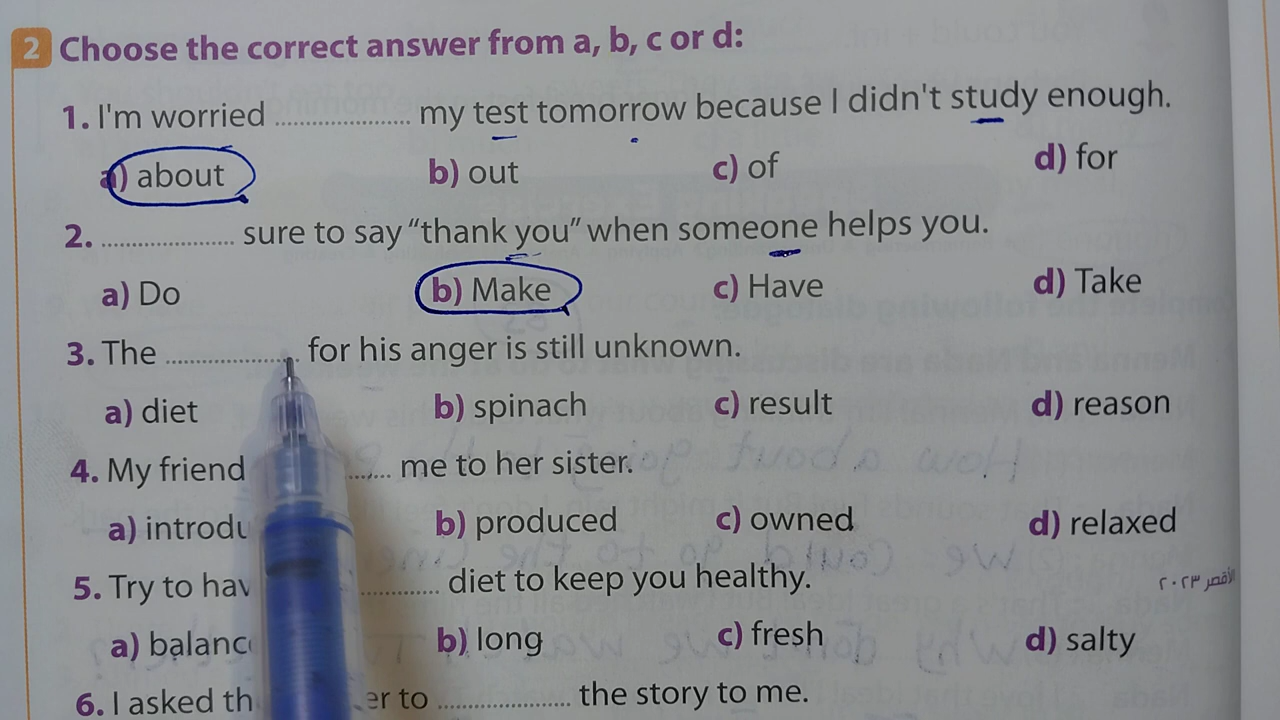 2 Choose the correct answer from a, b, c or d:
1. I'm worried ...................... my test tomorrow because I didn't study enough.
a) about b) out c) of d) for
2. ...................... sure to say “thank you” when someone helps you.
a) Do b) Make c) Have d) Take
3. The ...................... for his anger is still unknown.
a) diet b) spinach c) result d) reason
4. My friend ....... me to her sister.
a) b) produced c) owned d) relaxed
5. Try to ............. diet to keep you healthy.
الأقصر ٢٠٢٣
a) b) long c) fresh d) salty
6. I asked to ...................... the story to me.